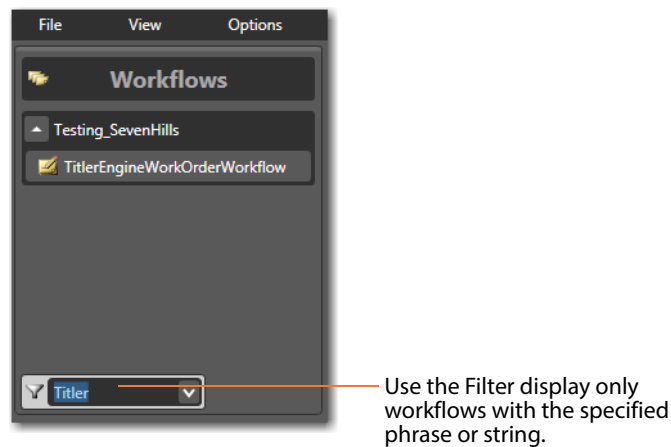 File View Options
Workflows
Testing_SevenHills
TitlerEngineWorkOrderWorkflow
Titler
Use the Filter display only
workflows with the specified
phrase or string.